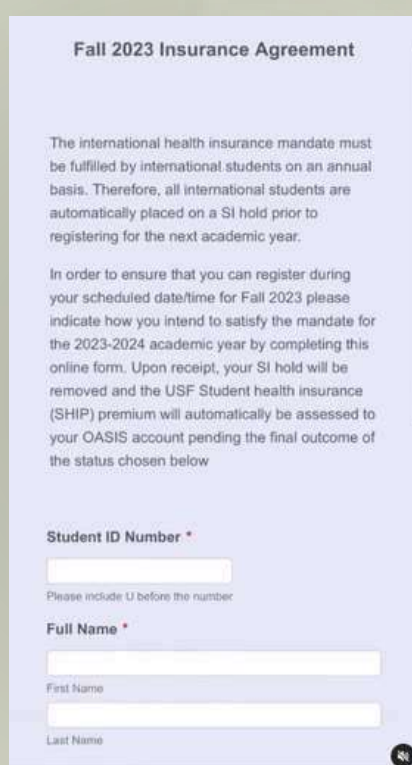 Fall 2023 Insurance Agreement
The international health insurance mandate must
be fulfilled by international students on an annual
basis. Therefore, all international students are
automatically placed on a SI hold prior to
registering for the next academic year.
In order to ensure that you can register during
your scheduled date/time for Fall 2023 please
indicate how you intend to satisfy the mandate for
the 2023-2024 academic year by completing this
online form. Upon receipt, your SI hold will be
removed and the USF Student health insurance
(SHIP) premium will automatically be assessed to
your OASIS account pending the final outcome of
the status chosen below
Student ID Number *
Please include U before the number
Full Name *
First Name
Last Name